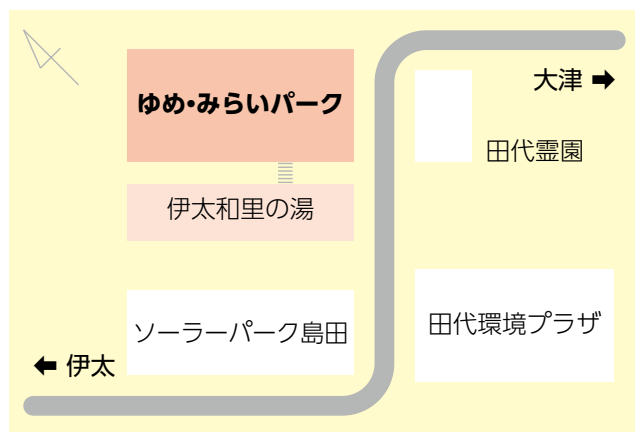 大津 ➡
ゆめ・みらいパーク
田代霊園
伊太和里の湯
ソーラーパーク島田
田代環境プラザ
⬅ 伊太